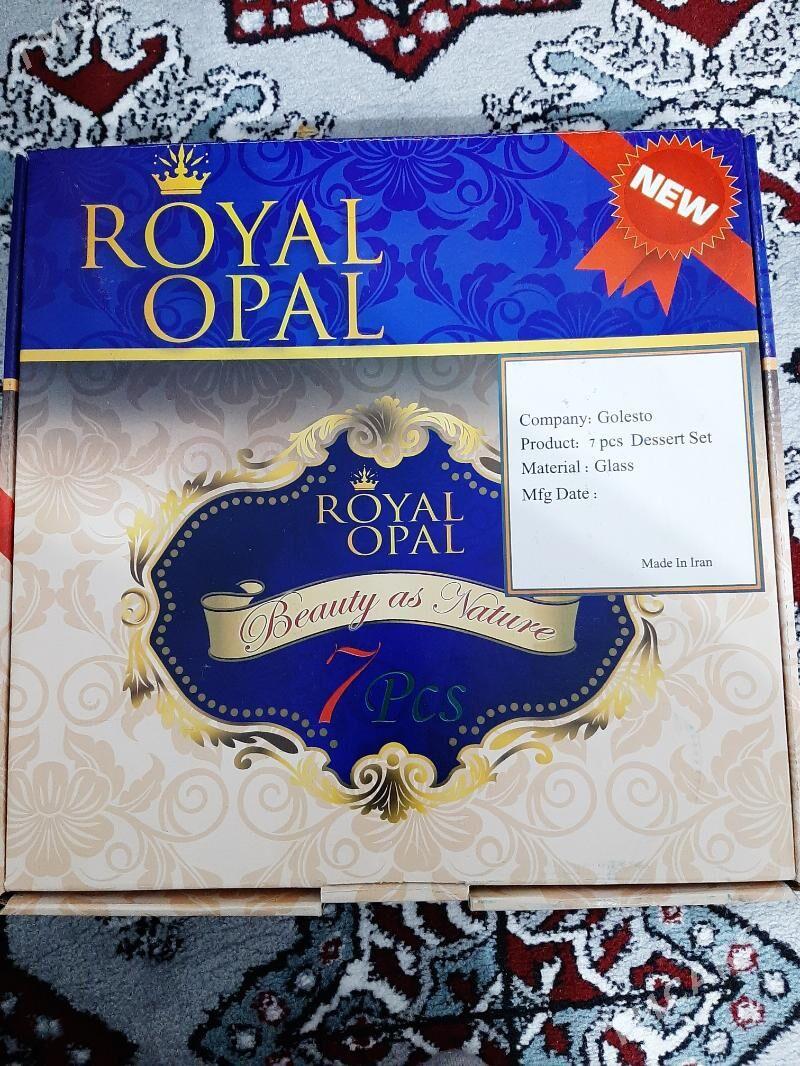 ROYAL
OPAL
NEW
Company: Golesto
Product: 7 pcs Dessert Set
Material : Glass
Mfg Date :
Made In Iran
ROYAL
OPAL
Beauty as Nature
7 Pcs